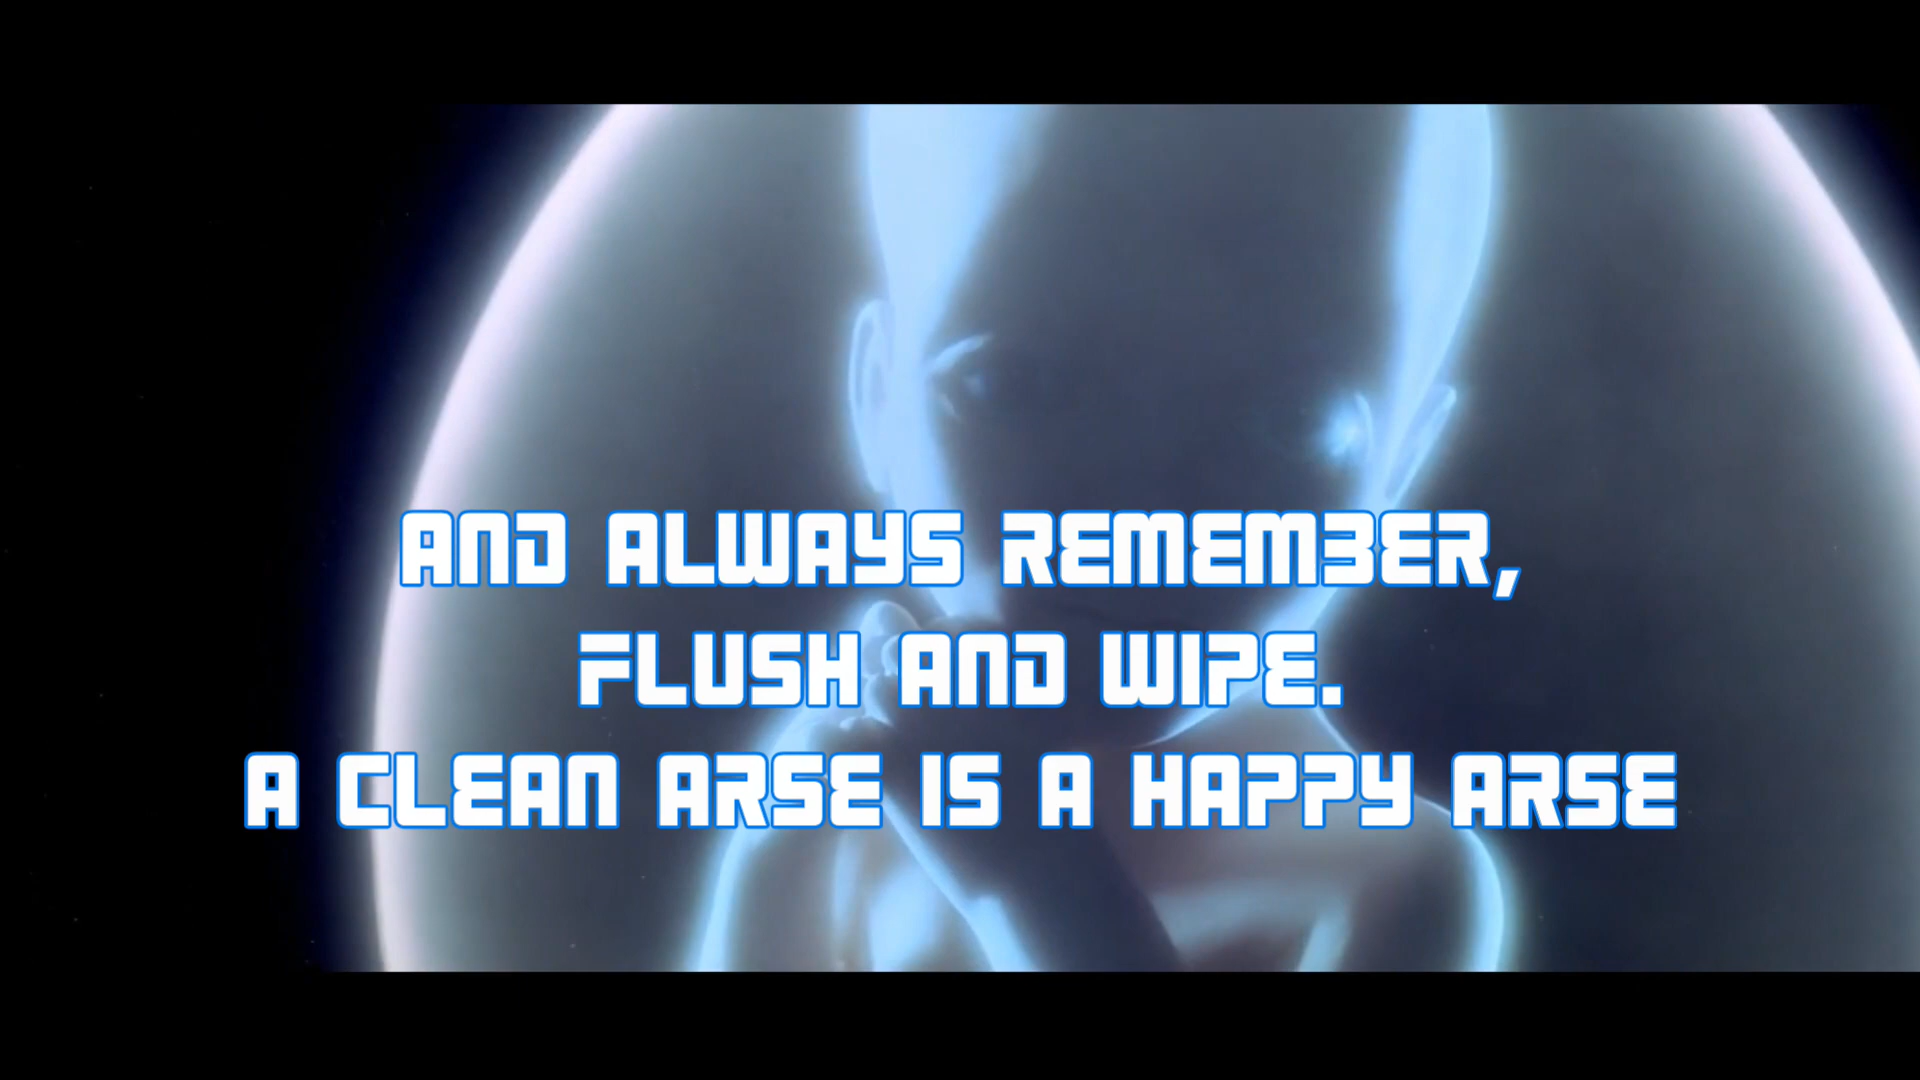 AND ALWAYS REMEMBER,
FLUSH AND WIPE.
A CLEAN ARSE IS A HAPPY ARSE